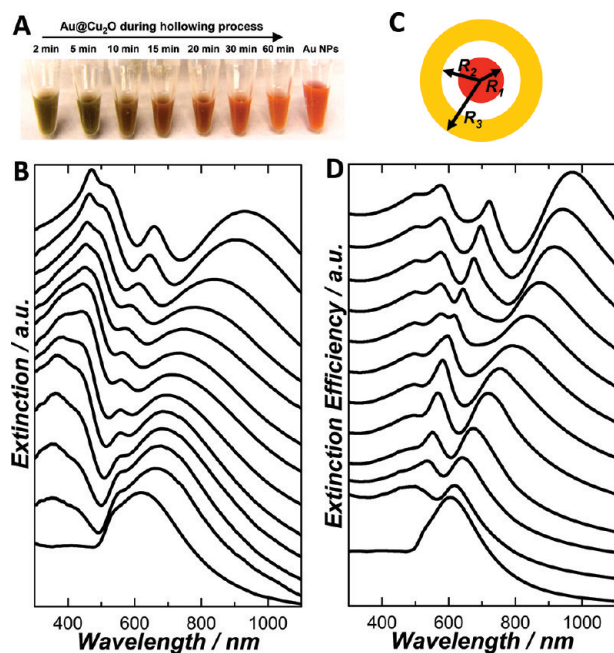 A
Au@Cu₂O during hollowing process
2 min 5 min 10 min 15 min 20 min 30 min 60 min Au NPs
C
R₂
R₁
R₃
B
Extinction / a.u.
400 600 800 1000
Wavelength / nm
D
Extinction Efficiency / a.u.
400 600 800 1000
Wavelength / nm